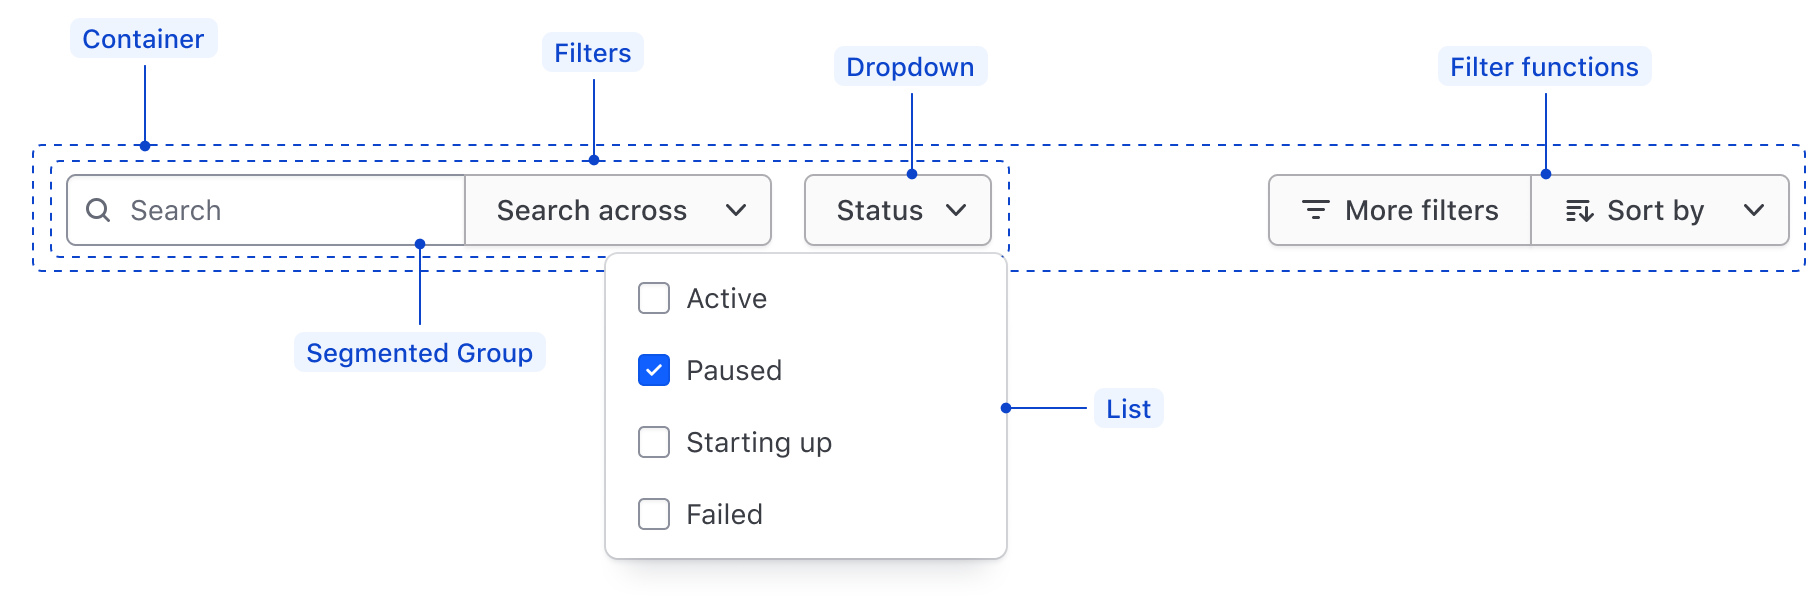 Container
Filters
Dropdown
Filter functions
Search
Search across
Status
More filters
Sort by
Segmented Group
Active
Paused
Starting up
Failed
List